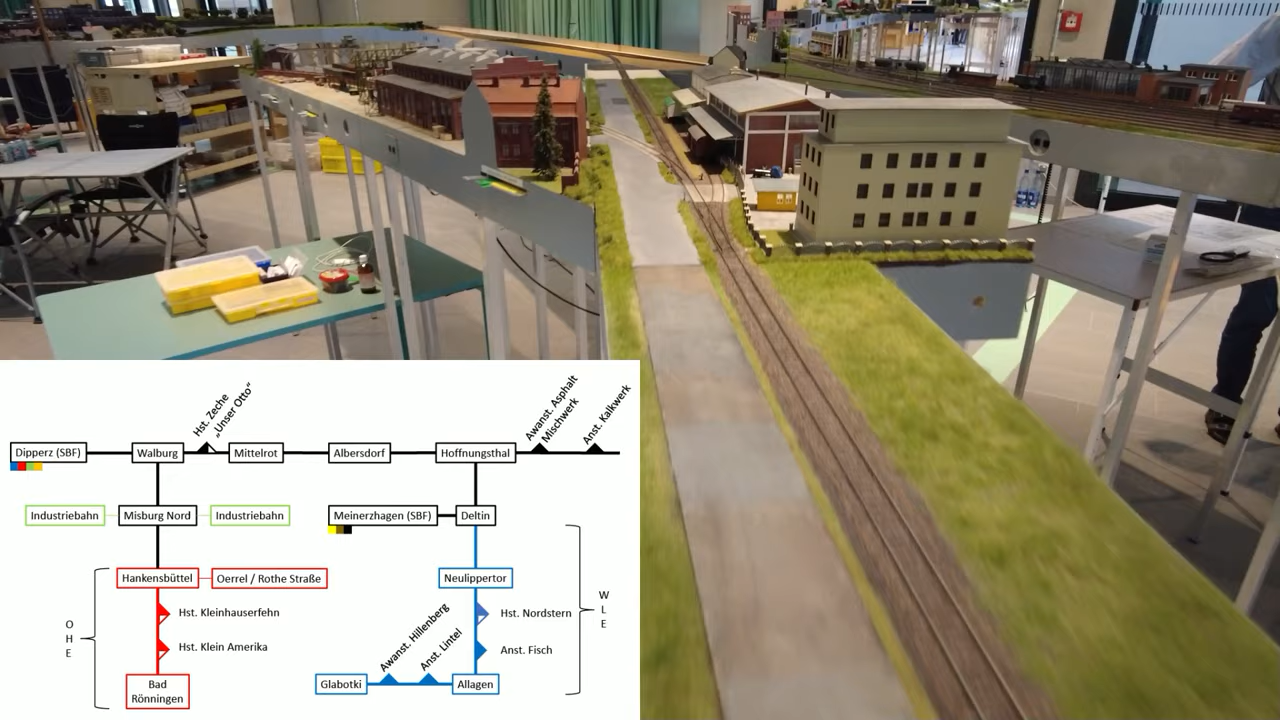 Hst. Zeche
„Unser Otto“
Awanst. Asphalt
Mischwerk
Anst. Kalkwerk
Dipperz (SBF)
Walburg
Mittelrot
Albersdorf
Hoffnungsthal
Industriebahn
Misburg Nord
Industriebahn
Meinerzhagen (SBF)
Deltin
Hankensbüttel
Oerrel / Rothe Straße
Neulippertor
Hst. Kleinhauserfehn
Hst. Nordstern
W
L
E
O
H
E
Hst. Klein Amerika
Awanst. Hillenberg
Anst. Lintel
Anst. Fisch
Bad
Rönningen
Glabotki
Allagen